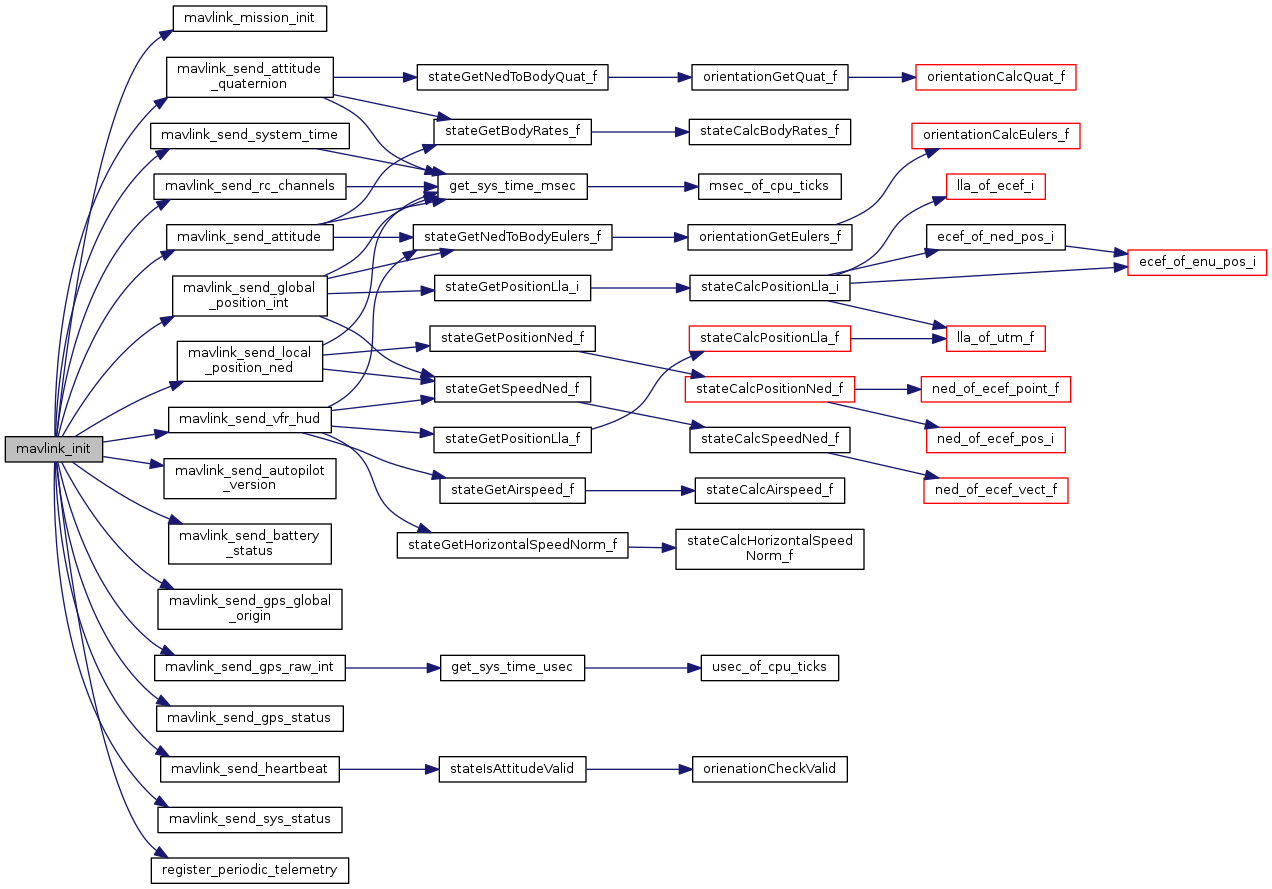 mavlink_init
mavlink_mission_init
mavlink_send_attitude
_quaternion
mavlink_send_system_time
mavlink_send_rc_channels
mavlink_send_attitude
mavlink_send_global
_position_int
mavlink_send_local
_position_ned
mavlink_send_vfr_hud
mavlink_send_autopilot
_version
mavlink_send_battery
_status
mavlink_send_gps_global
_origin
mavlink_send_gps_raw_int
mavlink_send_gps_status
mavlink_send_heartbeat
mavlink_send_sys_status
register_periodic_telemetry
stateGetNedToBodyQuat_f
stateGetBodyRates_f
get_sys_time_msec
stateGetNedToBodyEulers_f
stateGetPositionLla_i
stateGetPositionNed_f
stateGetSpeedNed_f
stateGetPositionLla_f
stateGetAirspeed_f
stateGetHorizontalSpeedNorm_f
get_sys_time_usec
stateIsAttitudeValid
orientationGetQuat_f
stateCalcBodyRates_f
msec_of_cpu_ticks
orientationGetEulers_f
stateCalcPositionLla_i
stateCalcPositionLla_f
stateCalcPositionNed_f
stateCalcSpeedNed_f
stateCalcAirspeed_f
stateCalcHorizontalSpeed
Norm_f
usec_of_cpu_ticks
orienationCheckValid
orientationCalcQuat_f
orientationCalcEulers_f
lla_of_ecef_i
ecef_of_ned_pos_i
lla_of_utm_f
ned_of_ecef_point_f
ned_of_ecef_pos_i
ned_of_ecef_vect_f
ecef_of_enu_pos_i